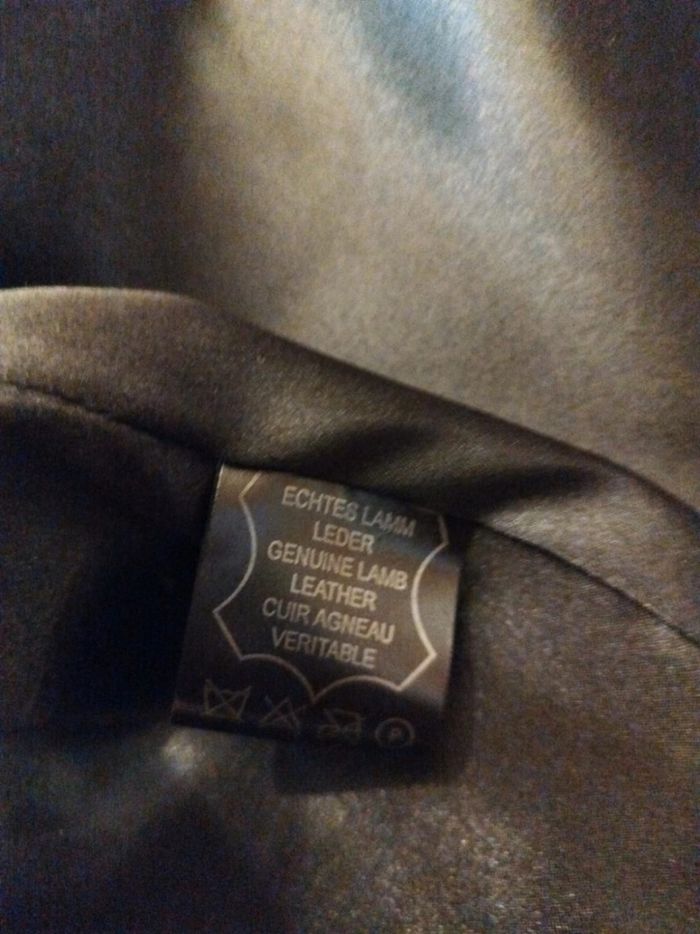 ECHTES LAMM
LEDER
GENUINE LAMB
LEATHER
CUIR AGNEAU
VERITABLE
P